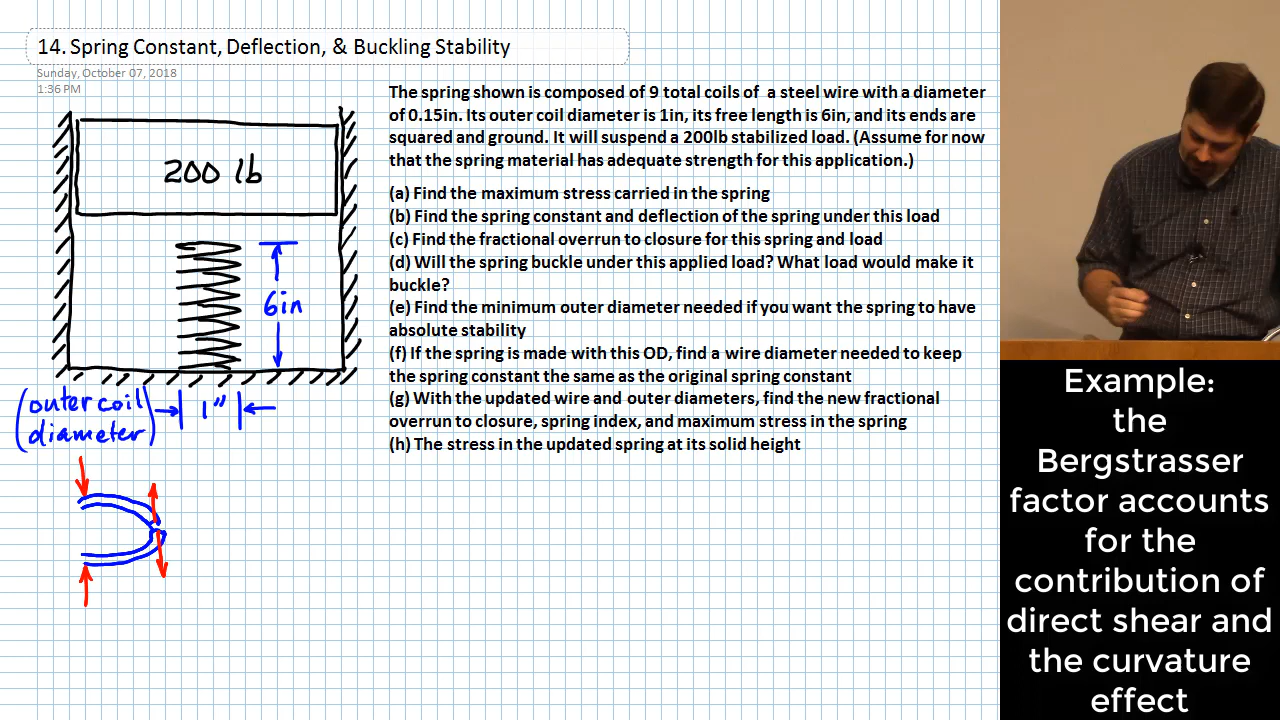 14. Spring Constant, Deflection, & Buckling Stability
Sunday, October 07, 2018
1:36 PM
The spring shown is composed of 9 total coils of a steel wire with a diameter
of 0.15in. Its outer coil diameter is 1in, its free length is 6in, and its ends are
squared and ground. It will suspend a 200lb stabilized load. (Assume for now
that the spring material has adequate strength for this application.)
(a) Find the maximum stress carried in the spring
(b) Find the spring constant and deflection of the spring under this load
(c) Find the fractional overrun to closure for this spring and load
(d) Will the spring buckle under this applied load? What load would make it
buckle?
(e) Find the minimum outer diameter needed if you want the spring to have
absolute stability
(f) If the spring is made with this OD, find a wire diameter needed to keep
the spring constant the same as the original spring constant
(g) With the updated wire and outer diameters, find the new fractional
overrun to closure, spring index, and maximum stress in the spring
(h) The stress in the updated spring at its solid height
200 lb
6in
(outer coil
diameter)
1"
Example:
the
Bergstrasser
factor accounts
for the
contribution of
direct shear and
the curvature
effect